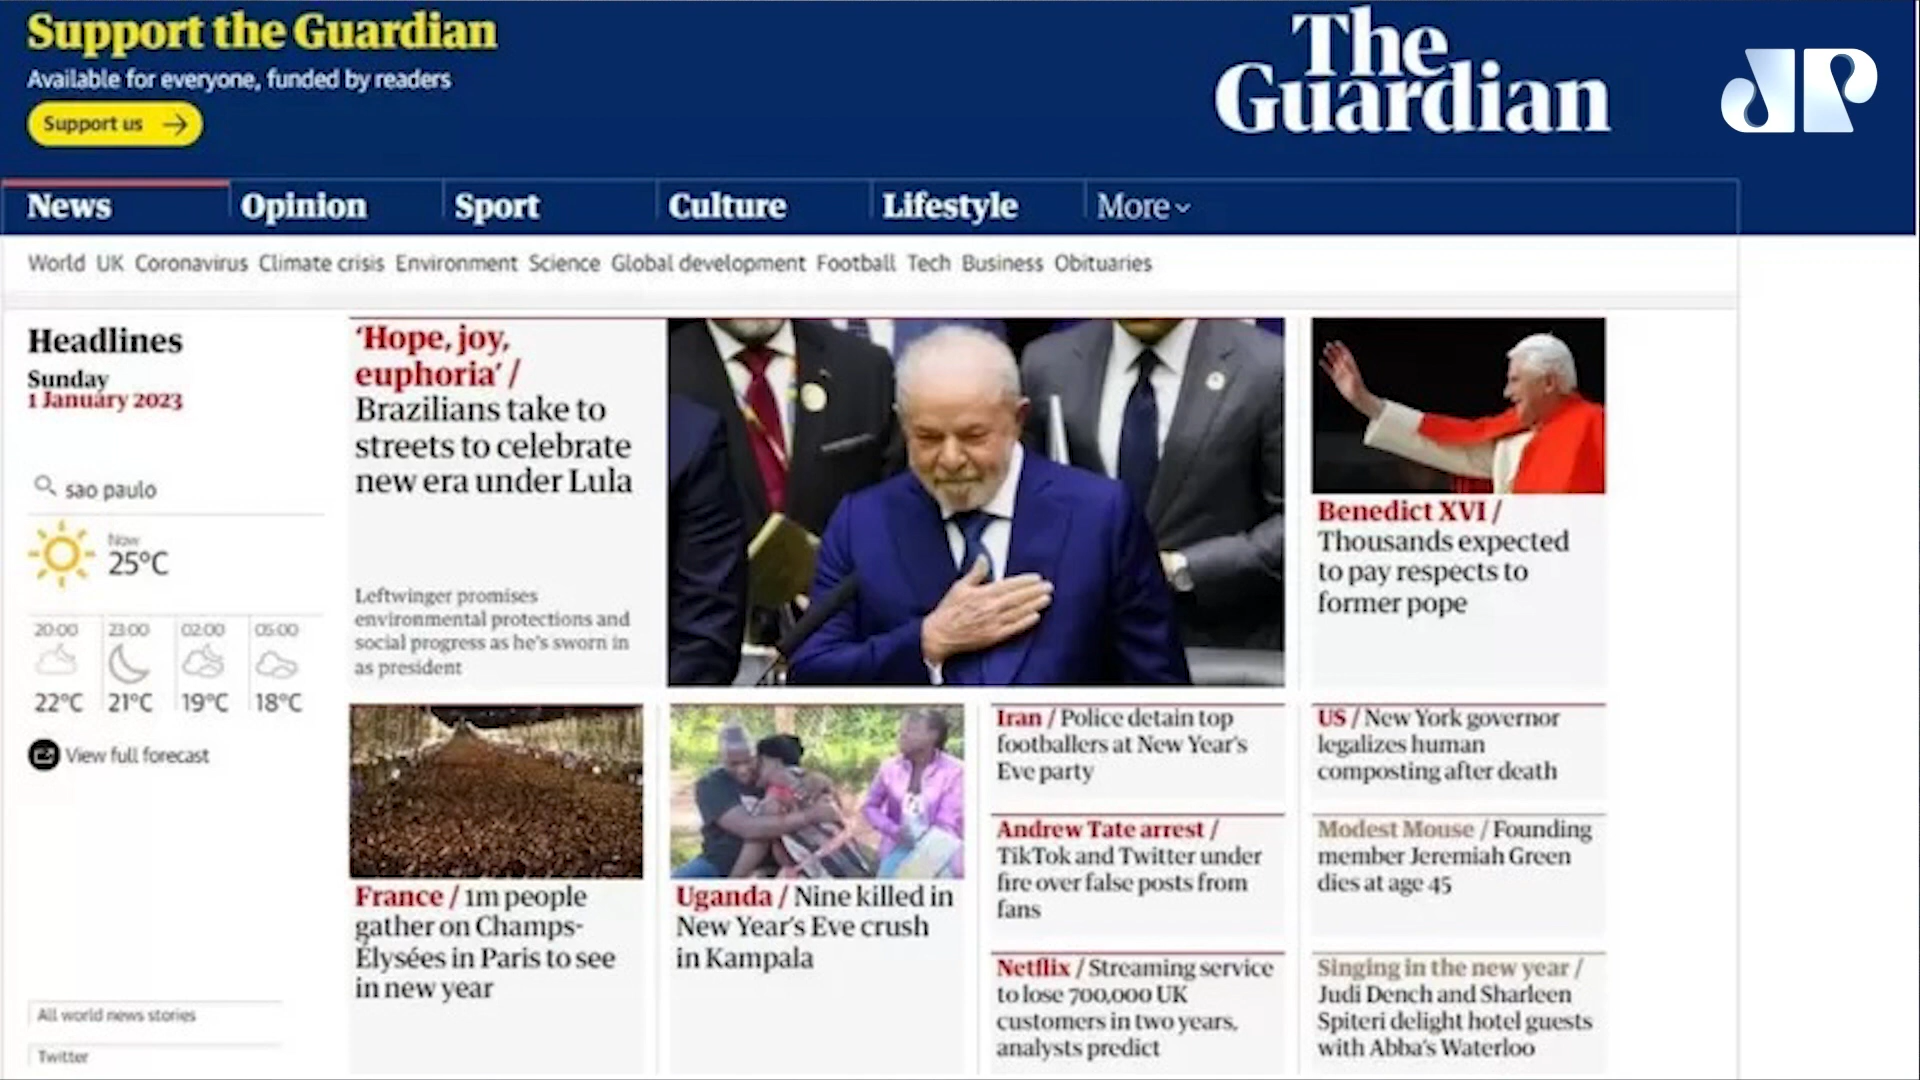 Support the Guardian
Available for everyone, funded by readers
Support us
The
Guardian
JP
News
Opinion
Sport
Culture
Lifestyle
More
World UK Coronavirus Climate crisis Environment Science Global development Football Tech Business Obituaries
Headlines
Sunday
1 January 2023
sao paulo
Now
25°C
20:00 23:00 02:00 05:00
22°C 21°C 19°C 18°C
View full forecast
All world news stories
Twitter
‘Hope, joy,
euphoria’ /
Brazilians take to
streets to celebrate
new era under Lula
Leftwinger promises
environmental protections and
social progress as he's sworn in
as president
Benedict XVI /
Thousands expected
to pay respects to
former pope
France / 1m people
gather on Champs-
Élysées in Paris to see
in new year
Uganda / Nine killed in
New Year's Eve crush
in Kampala
Iran / Police detain top
footballers at New Year's
Eve party
Andrew Tate arrest /
TikTok and Twitter under
fire over false posts from
fans
Netflix / Streaming service
to lose 700,000 UK
customers in two years,
analysts predict
US / New York governor
legalizes human
composting after death
Modest Mouse / Founding
member Jeremiah Green
dies at age 45
Singing in the new year /
Judi Dench and Sharleen
Spiteri delight hotel guests
with Abba's Waterloo